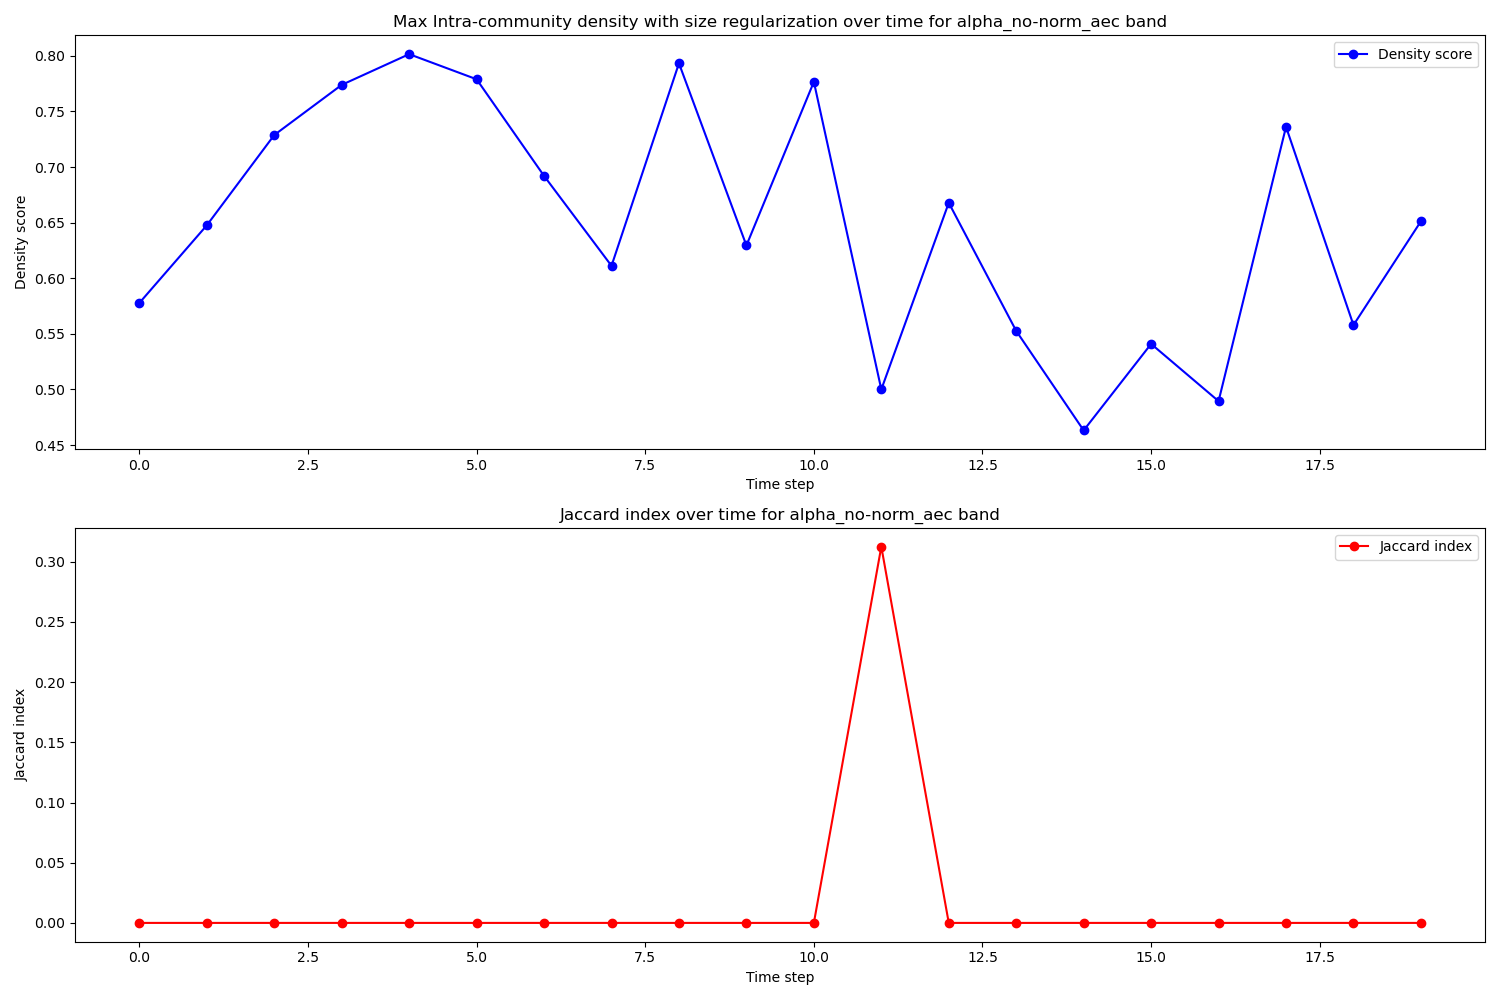 Max Intra-community density with size regularization over time for alpha_no-norm_aec band
Density score
0.80
0.75
0.70
0.65
0.60
0.55
0.50
0.45
Density score
0.0 2.5 5.0 7.5 10.0 12.5 15.0 17.5
Time step
Jaccard index over time for alpha_no-norm_aec band
Jaccard index
0.30
0.25
0.20
0.15
0.10
0.05
0.00
Jaccard index
0.0 2.5 5.0 7.5 10.0 12.5 15.0 17.5
Time step